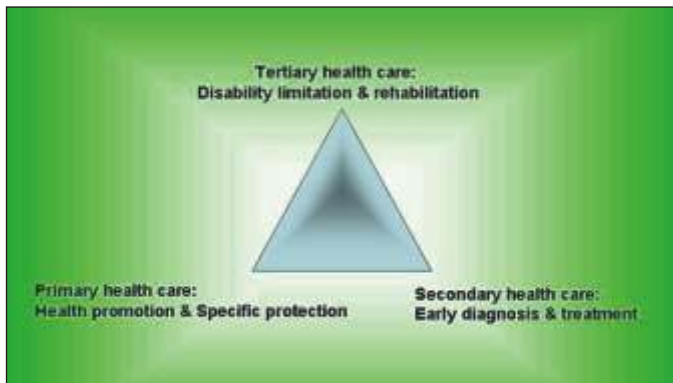 Tertiary health care:
Disability limitation & rehabilitation
Primary health care:
Health promotion & Specific protection
Secondary health care:
Early diagnosis & treatment